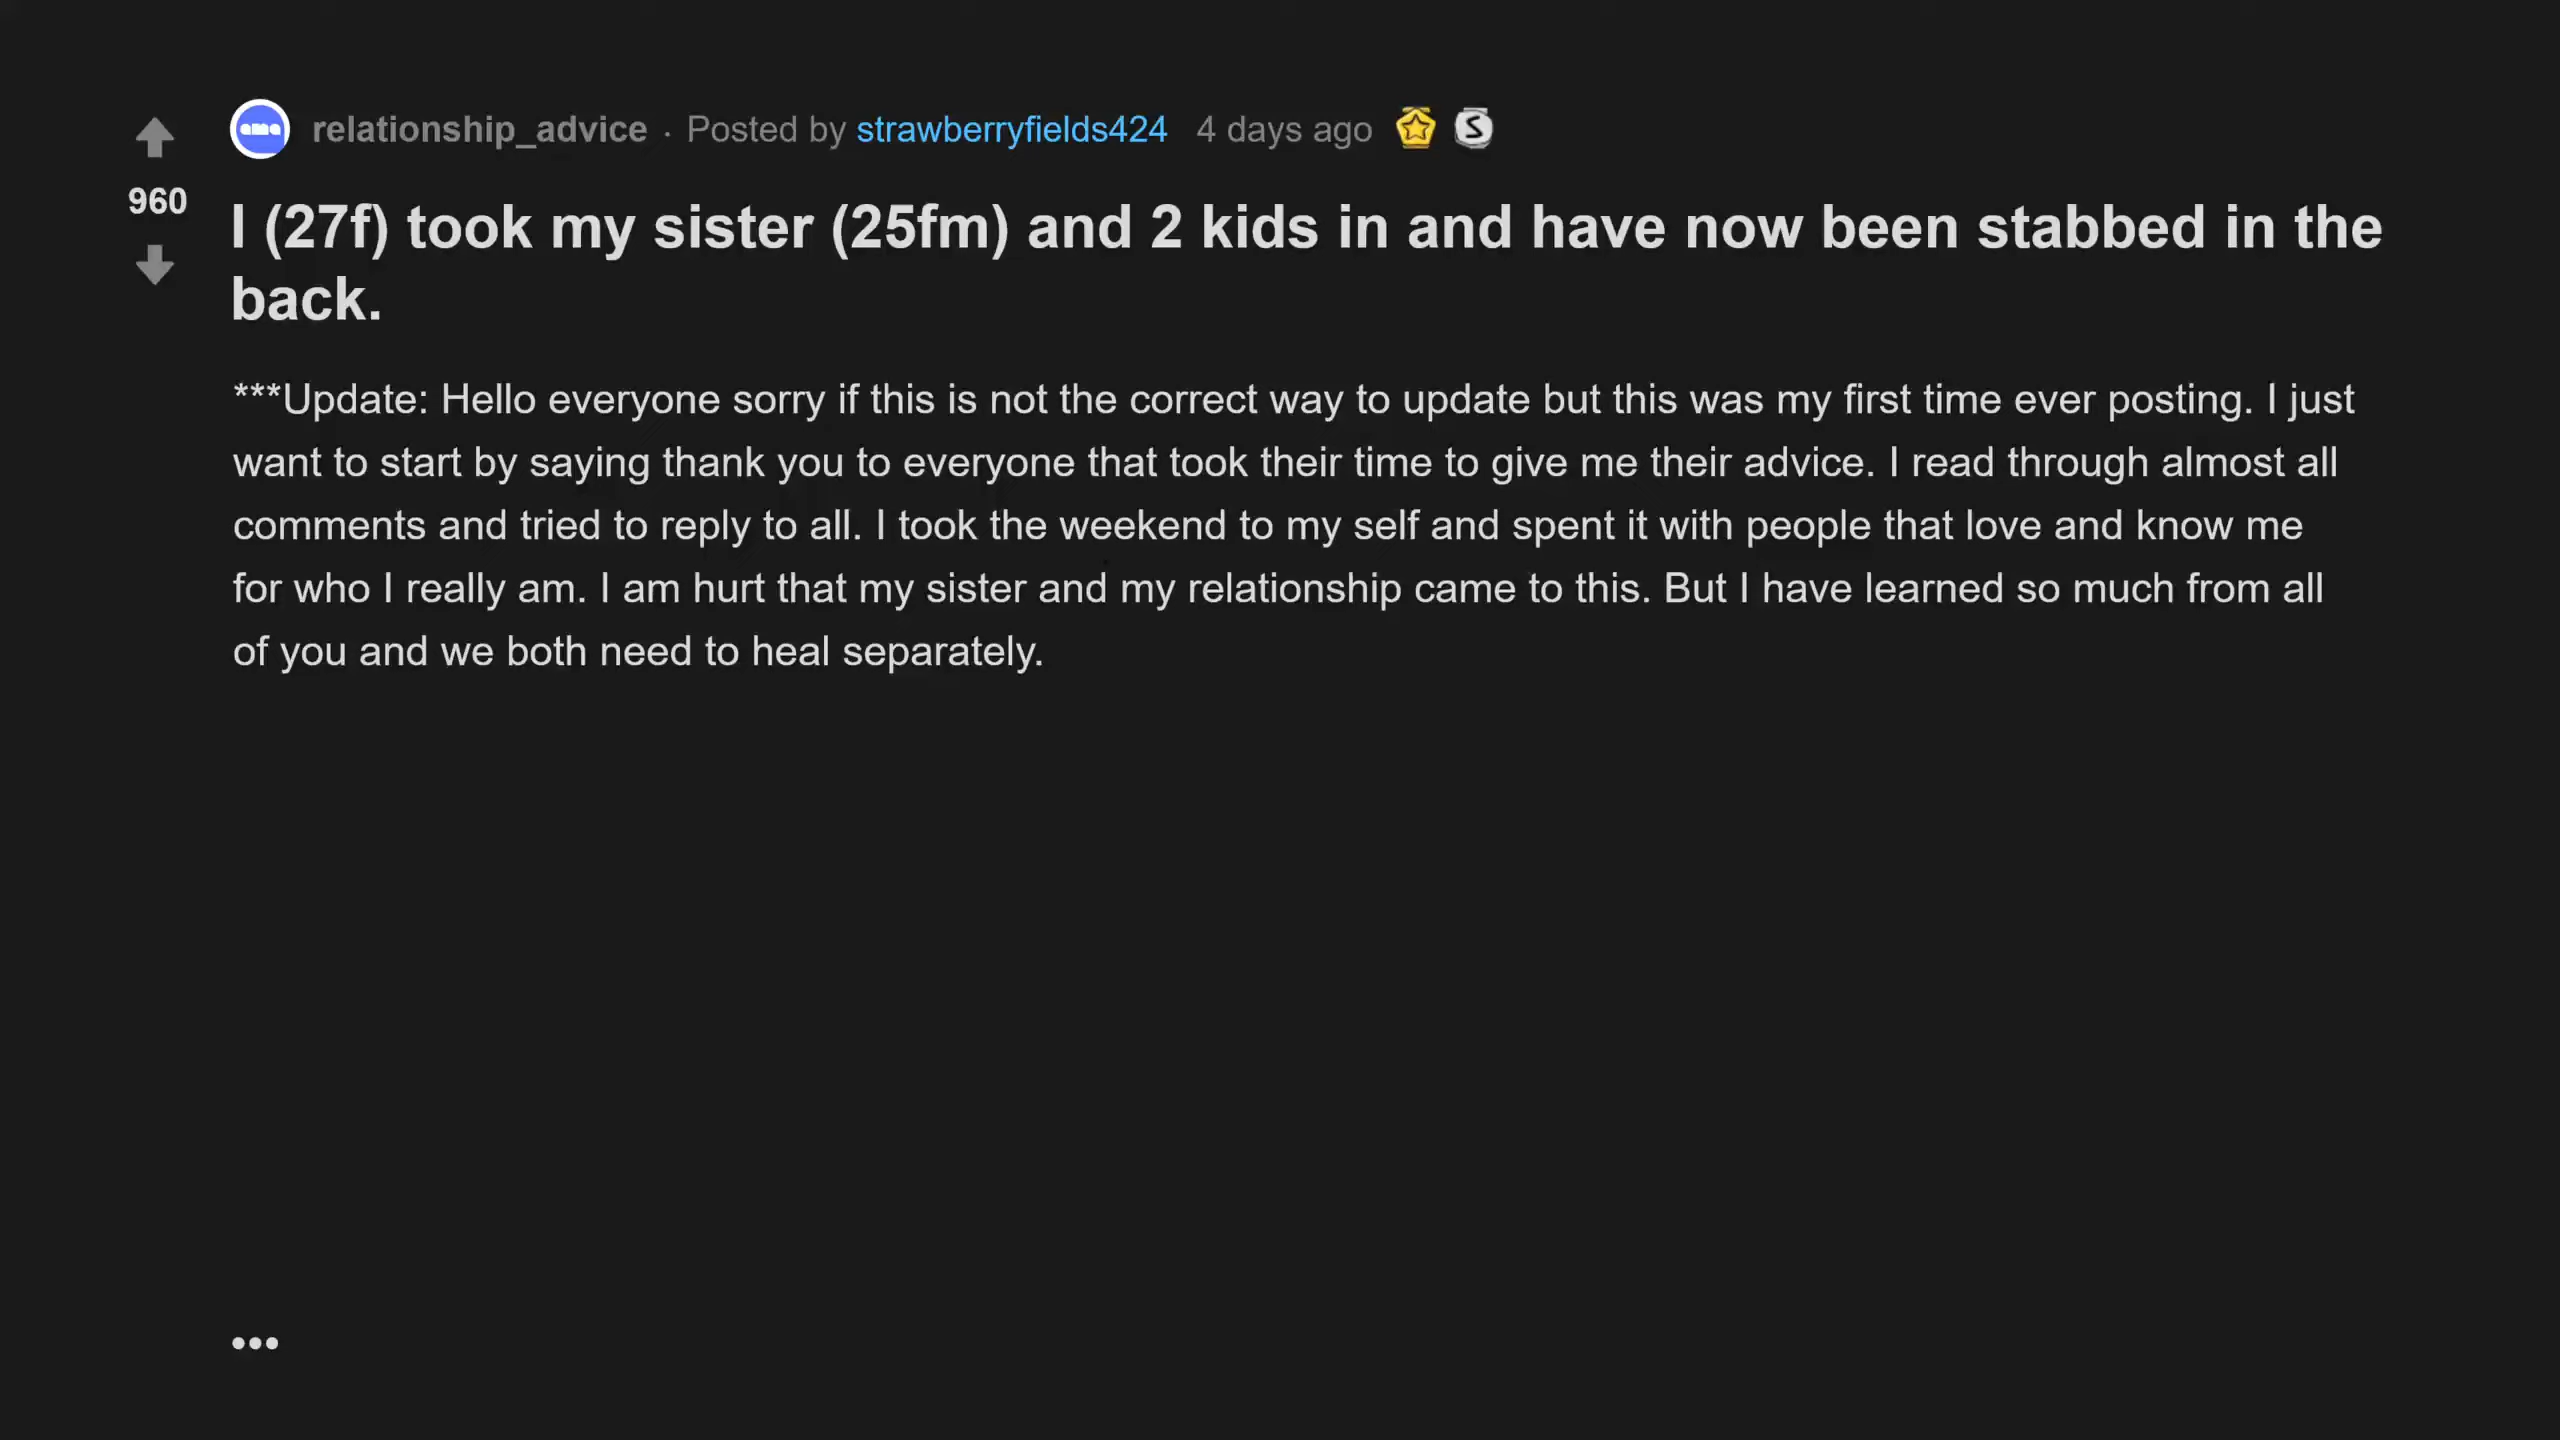 relationship_advice · Posted by strawberryfields424 4 days ago
960
I (27f) took my sister (25fm) and 2 kids in and have now been stabbed in the
back.
***Update: Hello everyone sorry if this is not the correct way to update but this was my first time ever posting. I just
want to start by saying thank you to everyone that took their time to give me their advice. I read through almost all
comments and tried to reply to all. I took the weekend to my self and spent it with people that love and know me
for who I really am. I am hurt that my sister and my relationship came to this. But I have learned so much from all
of you and we both need to heal separately.
•••